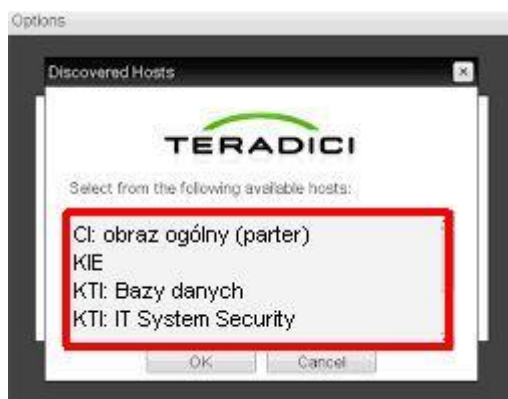 Options
Discovered Hosts
TERADICI
Select from the following available hosts:
CI: obraz ogólny (parter)
KIE
KTI: Bazy danych
KTI: IT System Security
OK
Cancel